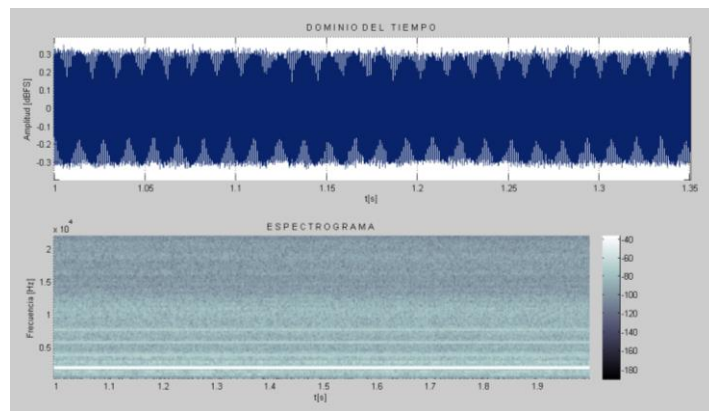 DOMINIO DEL TIEMPO
Amplitud [dBFS]
0.3
0.2
0.1
0
-0.1
-0.2
-0.3
1 1.05 1.1 1.15 1.2 1.25 1.3 1.35
t[s]
ESPECTROGRAMA
x 10^4
Frecuencia [Hz]
2
1.5
1
0.5
1 1.1 1.2 1.3 1.4 1.5 1.6 1.7 1.8 1.9
t[s]
-40
-60
-80
-100
-120
-140
-160
-180